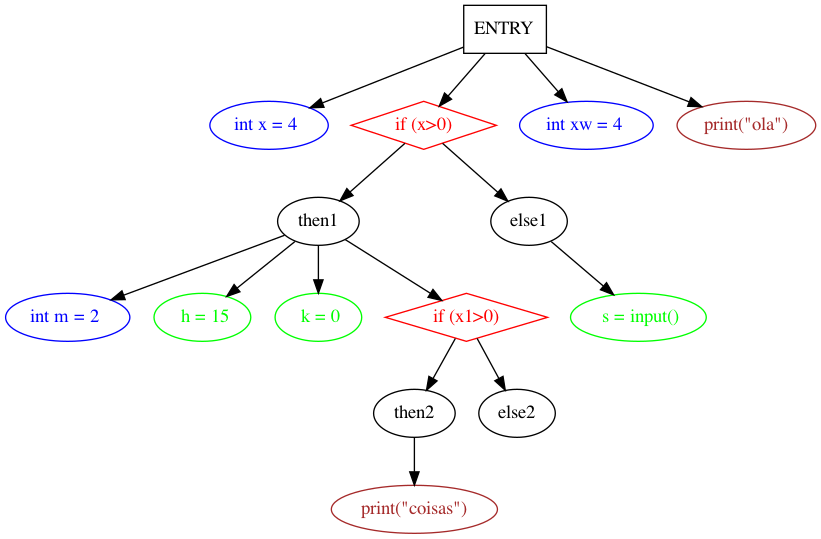 ENTRY
int x = 4
if (x>0)
int xw = 4
print("ola")
then1
else1
int m = 2
h = 15
k = 0
if (x1>0)
s = input()
then2
else2
print("coisas")